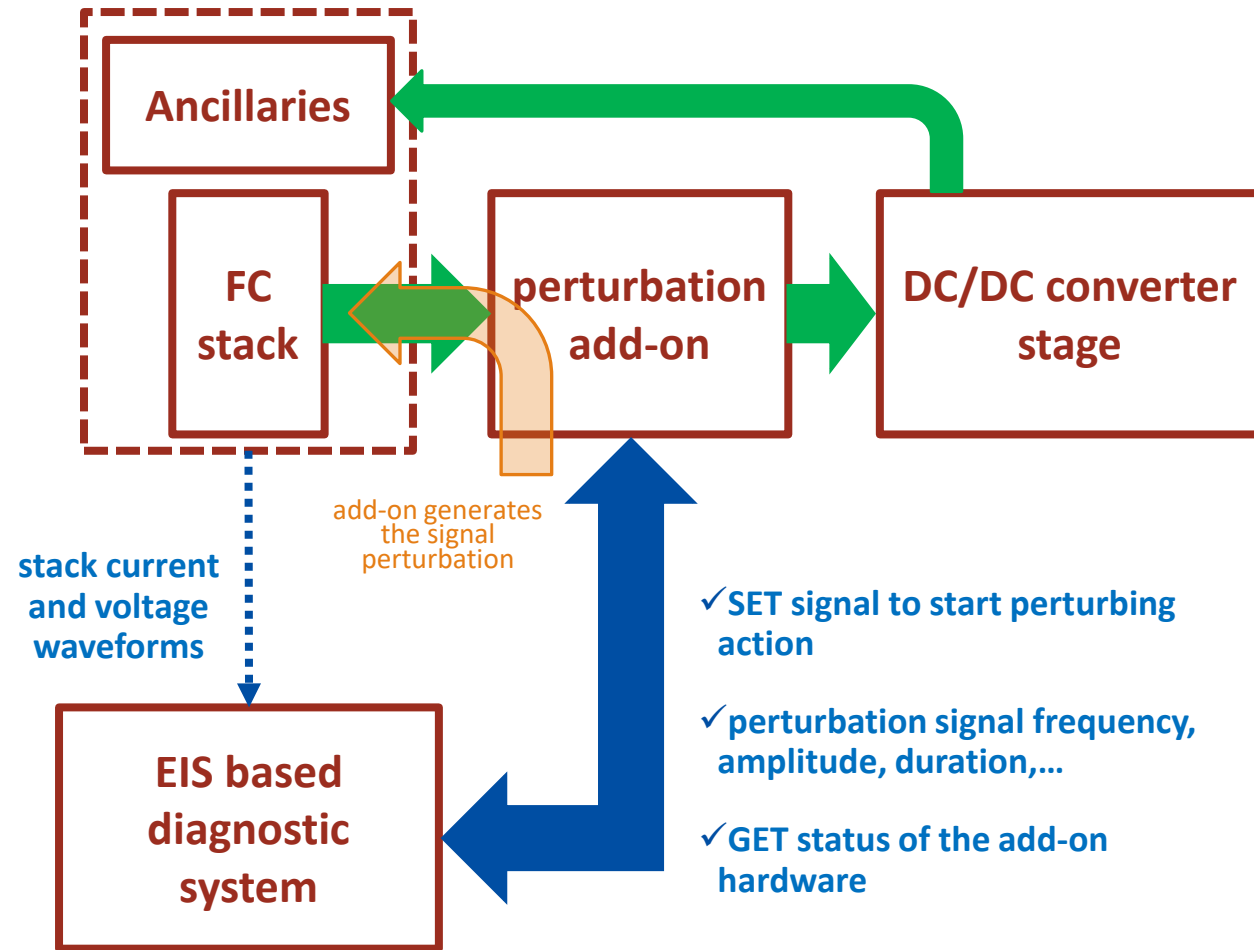 Ancillaries
FC
stack
perturbation
add-on
DC/DC converter
stage
add-on generates
the signal
perturbation
stack current
and voltage
waveforms
✓SET signal to start perturbing
action
✓perturbation signal frequency,
amplitude, duration,…
✓GET status of the add-on
hardware
EIS based
diagnostic
system